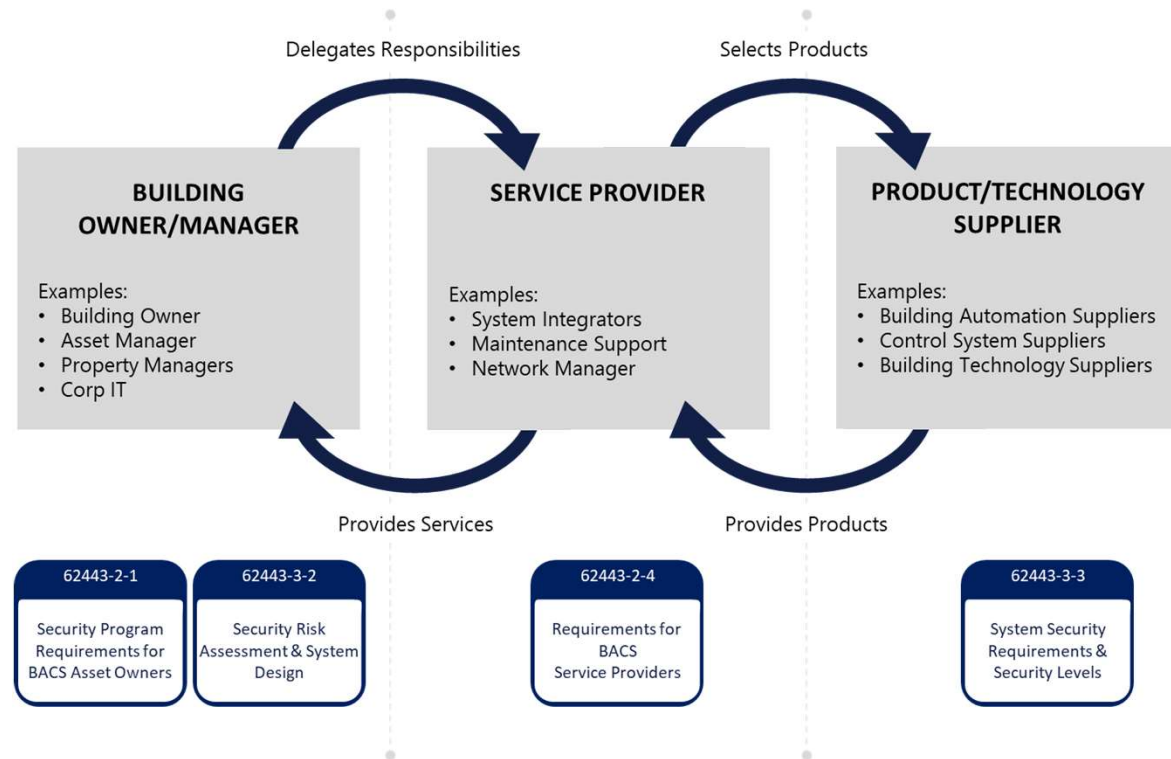 Delegates Responsibilities
Selects Products
BUILDING
OWNER/MANAGER
Examples:
• Building Owner
• Asset Manager
• Property Managers
• Corp IT
SERVICE PROVIDER
Examples:
• System Integrators
• Maintenance Support
• Network Manager
PRODUCT/TECHNOLOGY
SUPPLIER
Examples:
• Building Automation Suppliers
• Control System Suppliers
• Building Technology Suppliers
Provides Services
Provides Products
62443-2-1
Security Program
Requirements for
BACS Asset Owners
62443-3-2
Security Risk
Assessment & System
Design
62443-2-4
Requirements for
BACS
Service Providers
62443-3-3
System Security
Requirements &
Security Levels